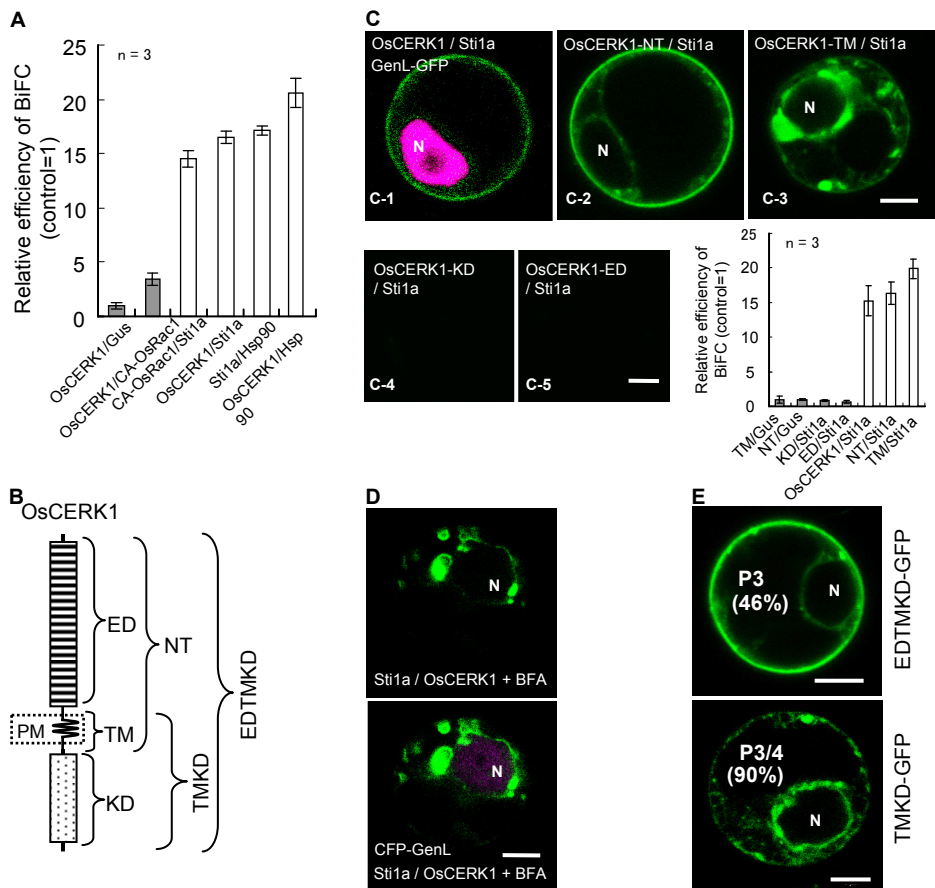 A
n = 3
Relative efficiency of BiFC
(control=1)
25
20
15
10
5
0
OsCERK1/Gus
OsCERK1/CA-OsRac1
CA-OsRac1/Sti1a
OsCERK1/Sti1a
Sti1a/Hsp90
OsCERK1/Hsp
90
C
OsCERK1 / Sti1a
GenL-GFP
N
C-1
OsCERK1-NT / Sti1a
N
C-2
OsCERK1-TM / Sti1a
N
C-3
OsCERK1-KD
/ Sti1a
C-4
OsCERK1-ED
/ Sti1a
C-5
n = 3
Relative efficiency of
BiFC (control=1)
25
20
15
10
5
0
TM/Gus
NT/Gus
KD/Sti1a
ED/Sti1a
OsCERK1/Sti1a
NT/Sti1a
TM/Sti1a
B
OsCERK1
ED
NT
EDTMKD
PM
TM
TMKD
KD
D
N
Sti1a / OsCERK1 + BFA
N
CFP-GenL
Sti1a / OsCERK1 + BFA
E
P3
(46%)
N
EDTMKD-GFP
P3/4
(90%)
N
TMKD-GFP